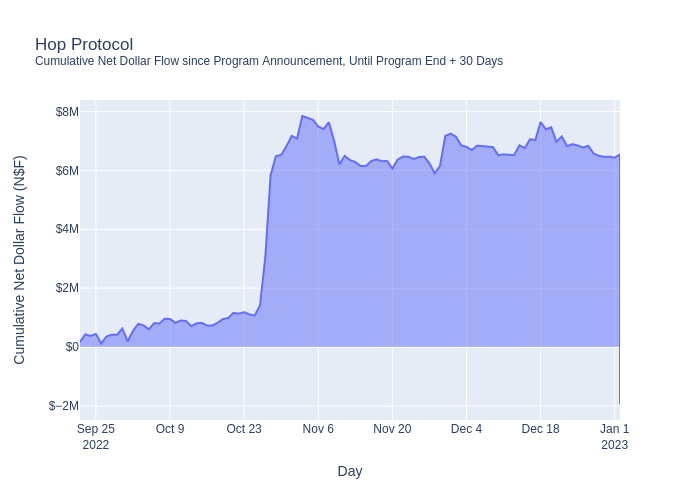 Hop Protocol
Cumulative Net Dollar Flow since Program Announcement, Until Program End + 30 Days
Cumulative Net Dollar Flow (N$F)
$8M
$6M
$4M
$2M
$0
$−2M
Sep 25
2022
Oct 9
Oct 23
Nov 6
Nov 20
Dec 4
Dec 18
Jan 1
2023
Day